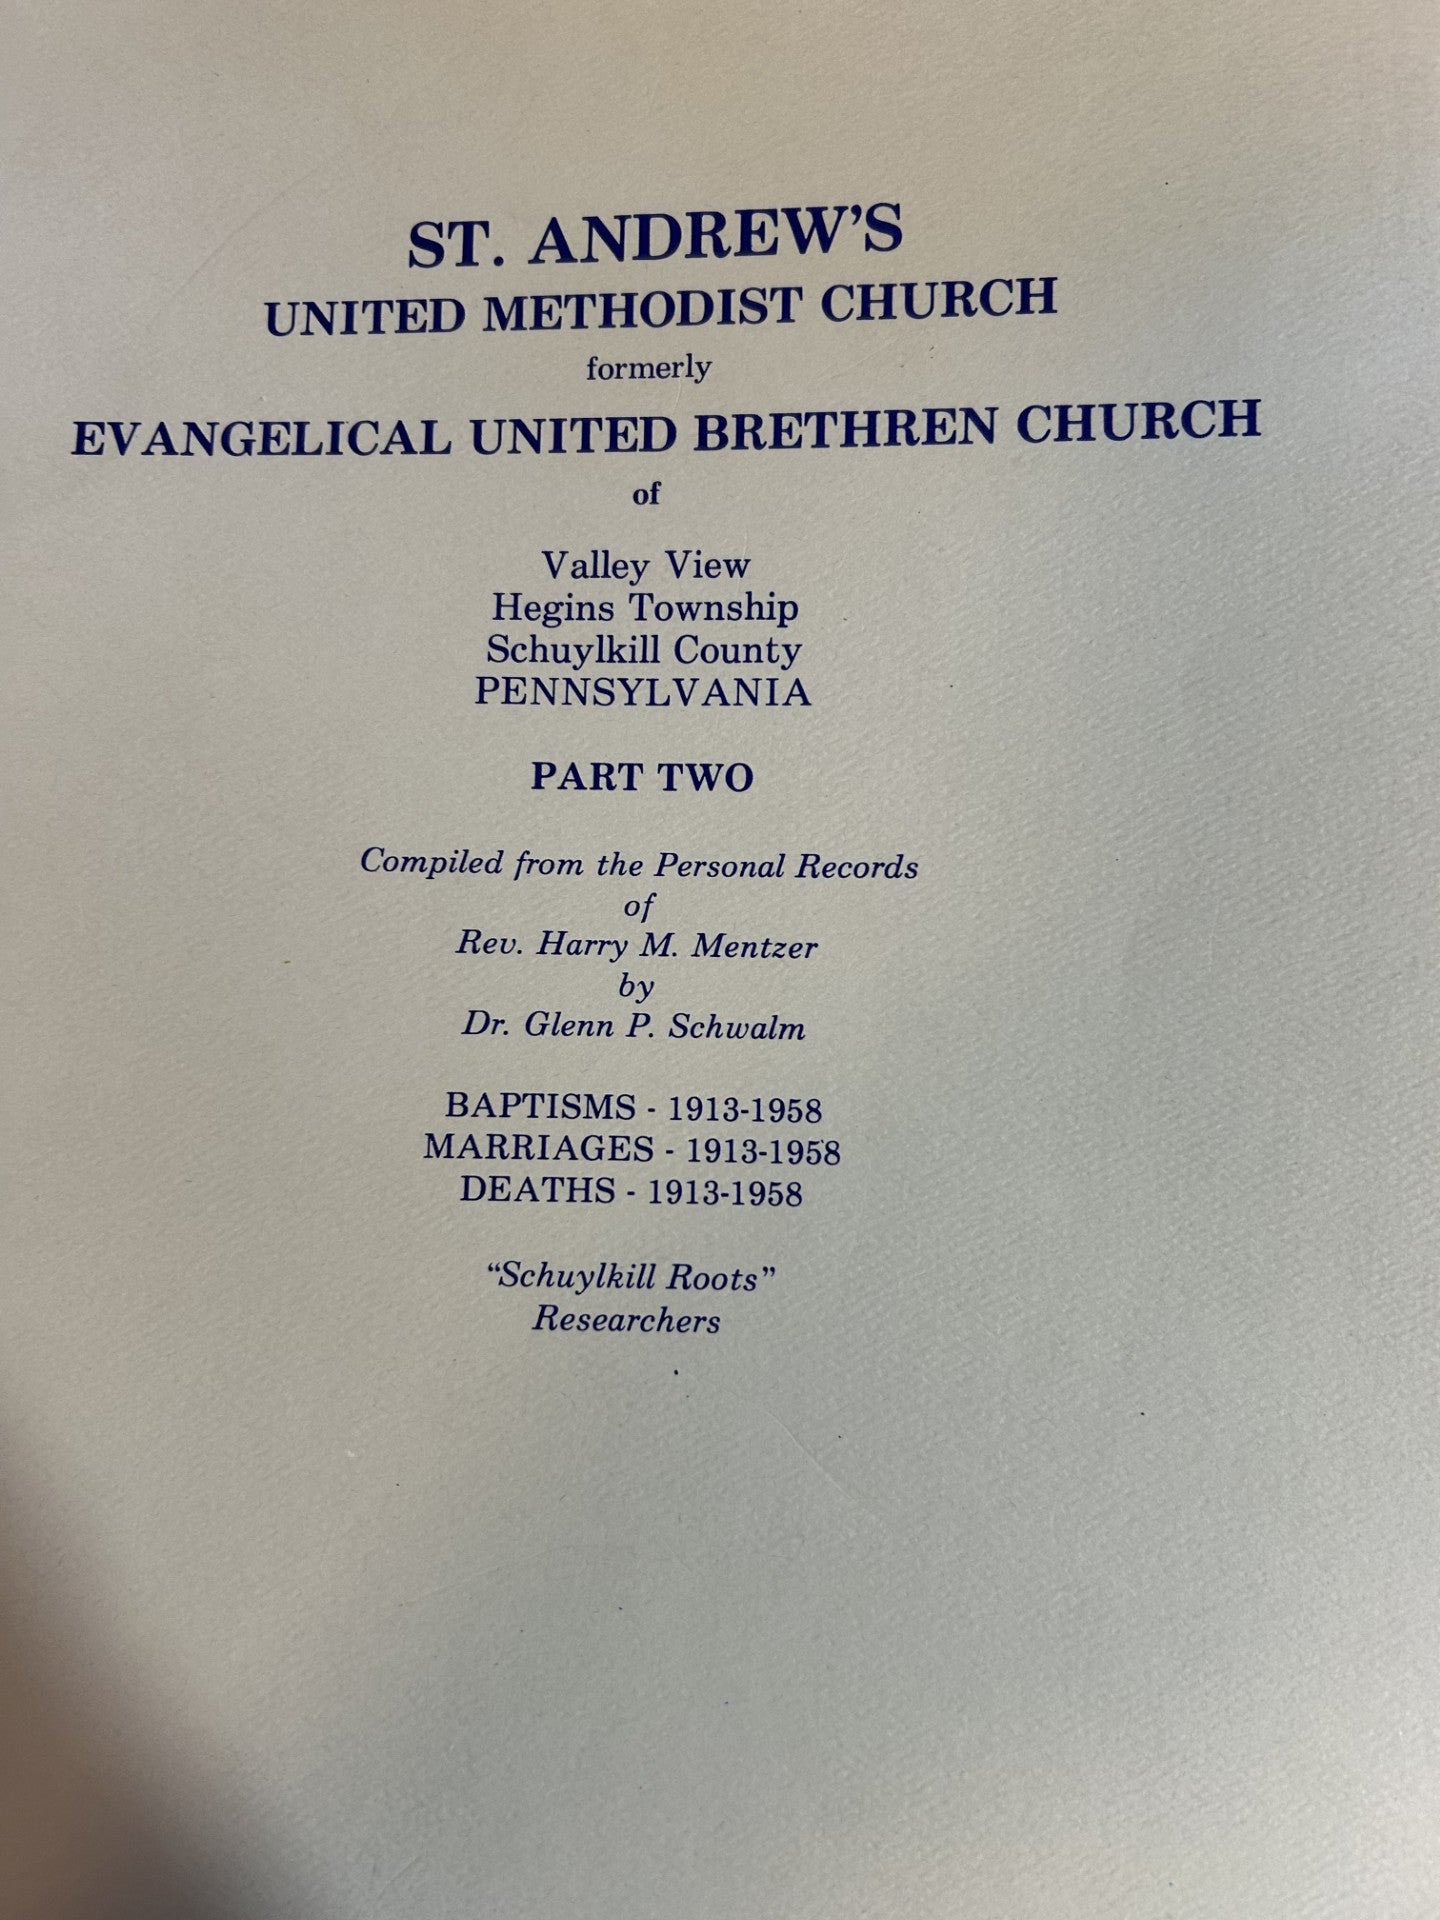 ST. ANDREW'S
UNITED METHODIST CHURCH
formerly
EVANGELICAL UNITED BRETHREN CHURCH
of
Valley View
Hegins Township
Schuylkill County
PENNSYLVANIA
PART TWO
Compiled from the Personal Records
of
Rev. Harry M. Mentzer
by
Dr. Glenn P. Schwalm
BAPTISMS - 1913-1958
MARRIAGES - 1913-1958
DEATHS - 1913-1958
“Schuylkill Roots”
Researchers